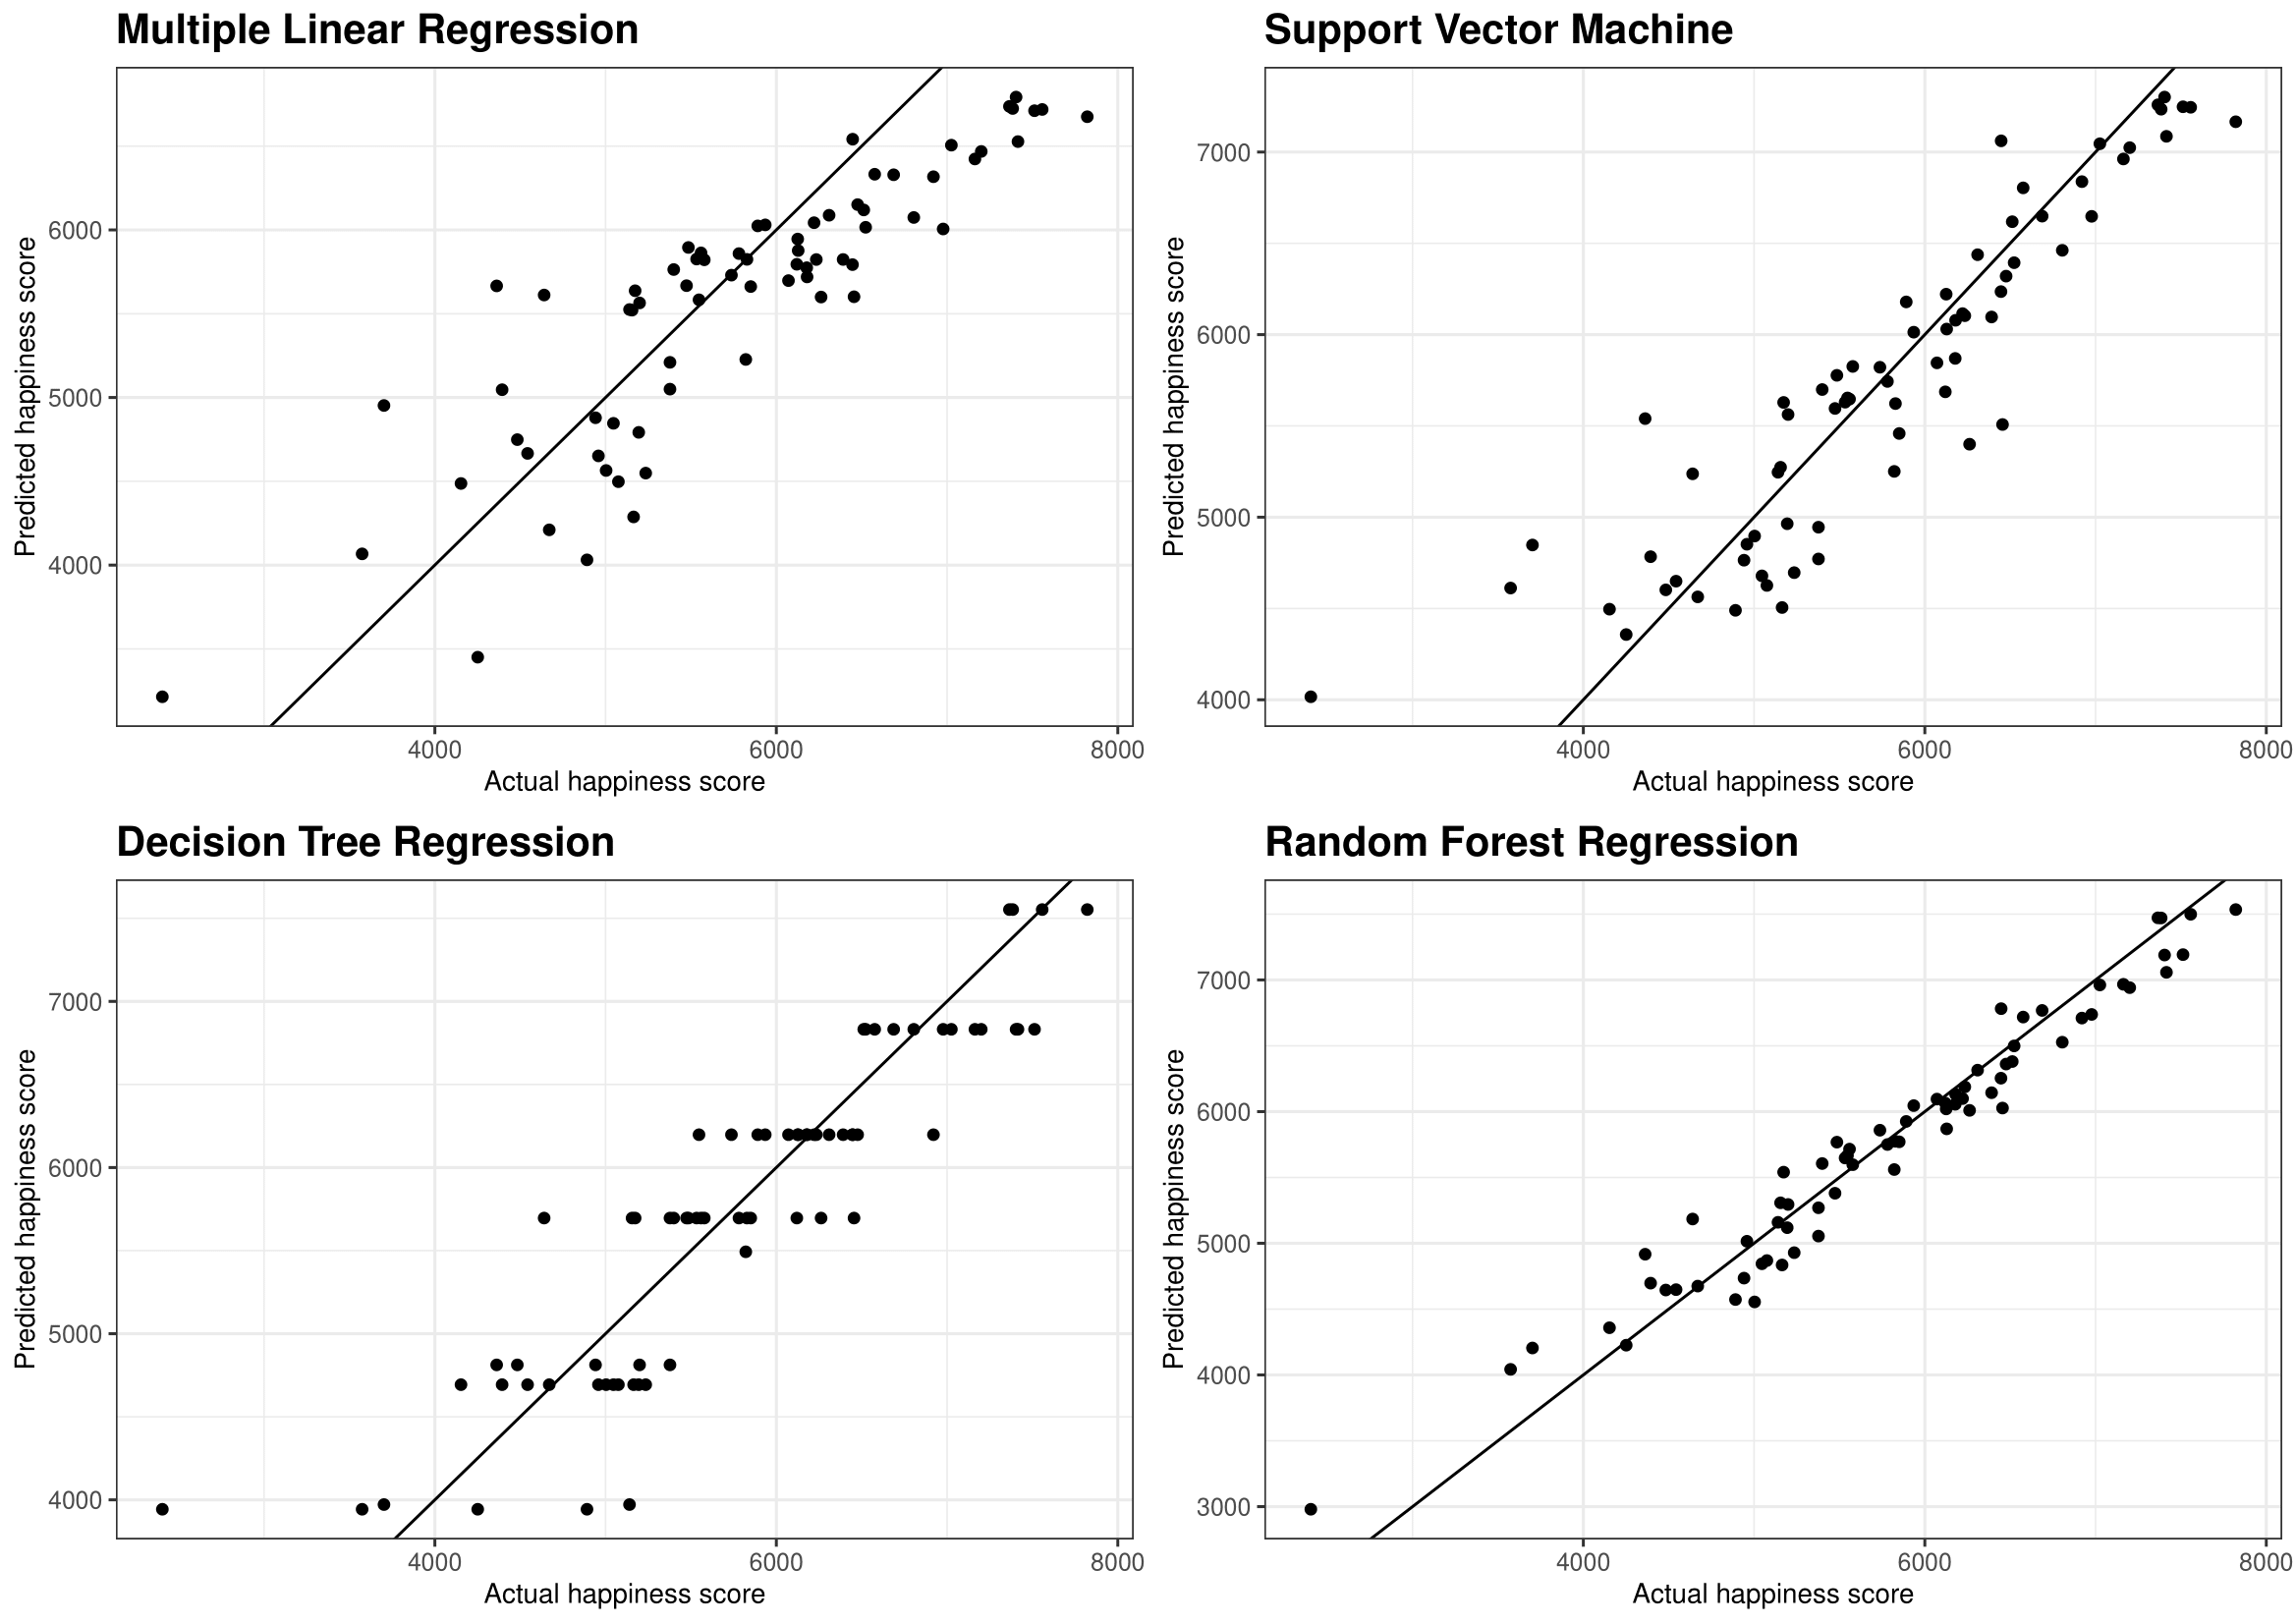 Multiple Linear Regression
Predicted happiness score
6000
5000
4000
4000 6000 8000
Actual happiness score
Support Vector Machine
Predicted happiness score
7000
6000
5000
4000
4000 6000 8000
Actual happiness score
Decision Tree Regression
Predicted happiness score
7000
6000
5000
4000
4000 6000 8000
Actual happiness score
Random Forest Regression
Predicted happiness score
7000
6000
5000
4000
3000
4000 6000 8000
Actual happiness score